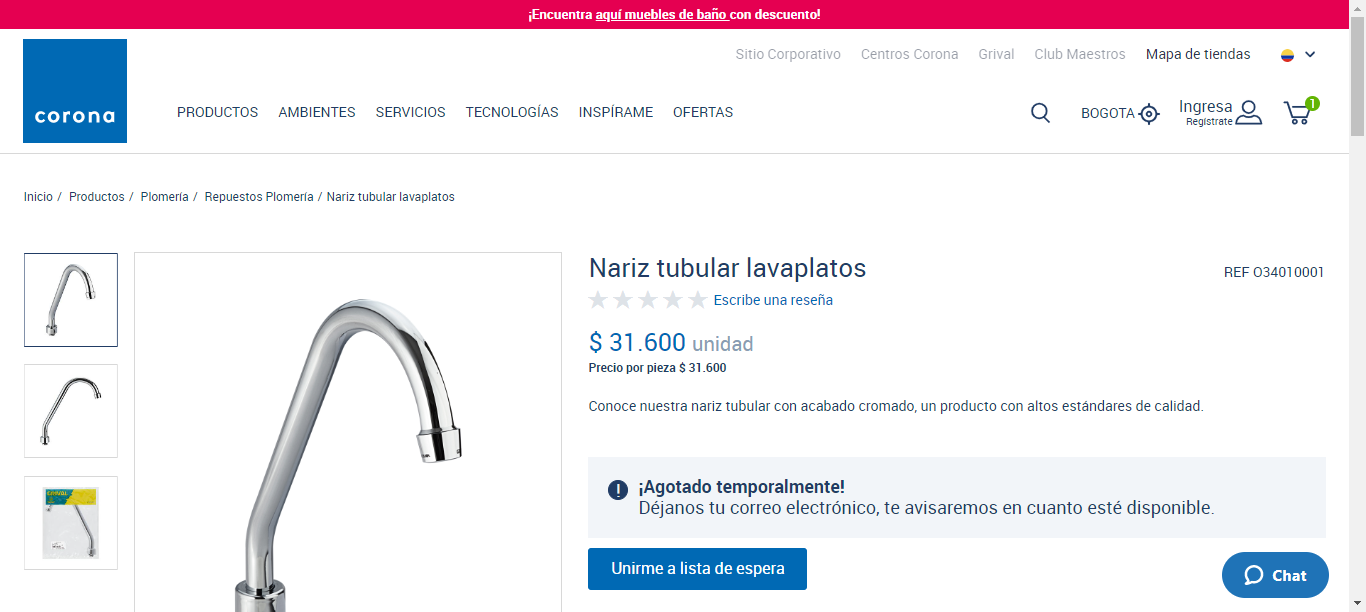 ¡Encuentra aquí muebles de baño con descuento!
Sitio Corporativo Centros Corona Grival Club Maestros Mapa de tiendas
corona
PRODUCTOS AMBIENTES SERVICIOS TECNOLOGÍAS INSPÍRAME OFERTAS
BOGOTA
Ingresa
Regístrate
1
Inicio / Productos / Plomería / Repuestos Plomería / Nariz tubular lavaplatos
Nariz tubular lavaplatos
REF O34010001
Escribe una reseña
$ 31.600 unidad
Precio por pieza $ 31.600
Conoce nuestra nariz tubular con acabado cromado, un producto con altos estándares de calidad.
¡Agotado temporalmente!
Déjanos tu correo electrónico, te avisaremos en cuanto esté disponible.
Unirme a lista de espera
Chat
GRIVAL